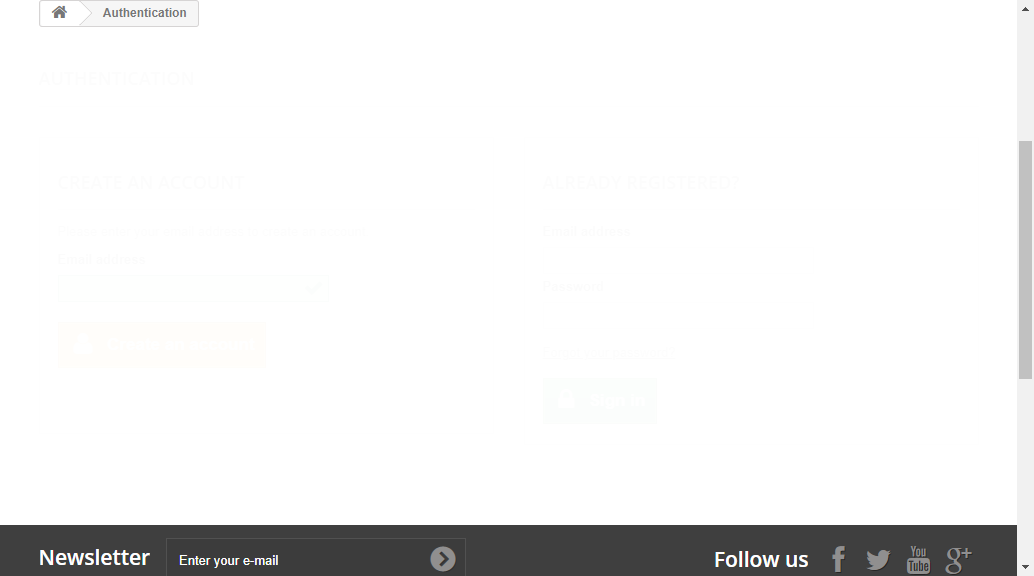 Authentication
AUTHENTICATION
CREATE AN ACCOUNT
Please enter your email address to create an account.
Email address
Create an account
ALREADY REGISTERED?
Email address
Password
Forgot your password?
Sign in
Newsletter
Enter your e-mail
Follow us
You
Tube
g+